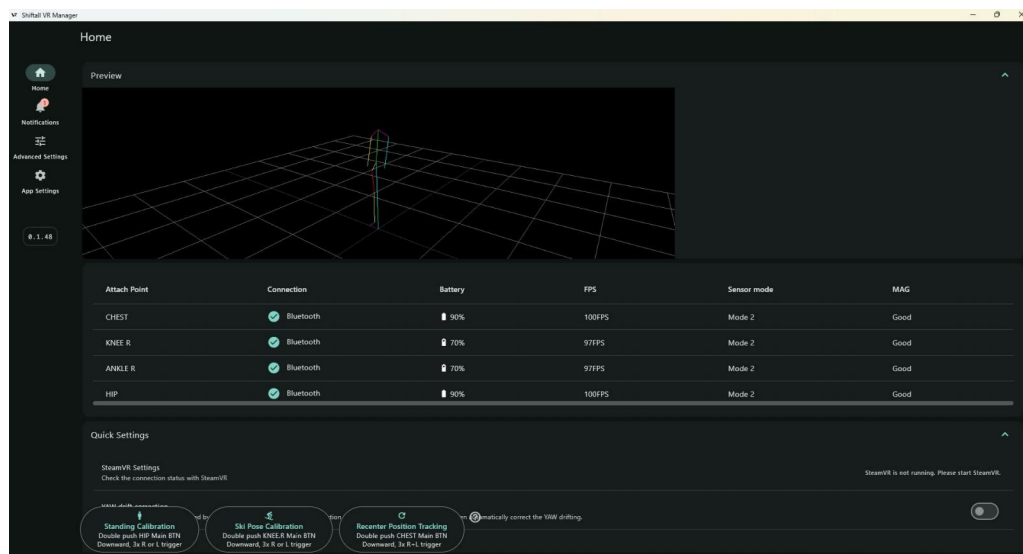 Shiftall VR Manager
Home
Home
Notifications
Advanced Settings
App Settings
0.1.48
Preview
Attach Point Connection Battery FPS Sensor mode MAG
CHEST Bluetooth 90% 100FPS Mode 2 Good
KNEE R Bluetooth 70% 97FPS Mode 2 Good
ANKLE R Bluetooth 70% 97FPS Mode 2 Good
HIP Bluetooth 90% 100FPS Mode 2 Good
Quick Settings
SteamVR Settings
Check the connection status with SteamVR
SteamVR is not running. Please start SteamVR.
YAW drift correction
correct the YAW drifting.
Standing Calibration
Double push HIP Main BTN
Downward, 3x R or L trigger
Ski Pose Calibration
Double push KNEE,R Main BTN
Downward, 3x R or L trigger
Recenter Position Tracking
Double push CHEST Main BTN
Downward, 3x R+L trigger